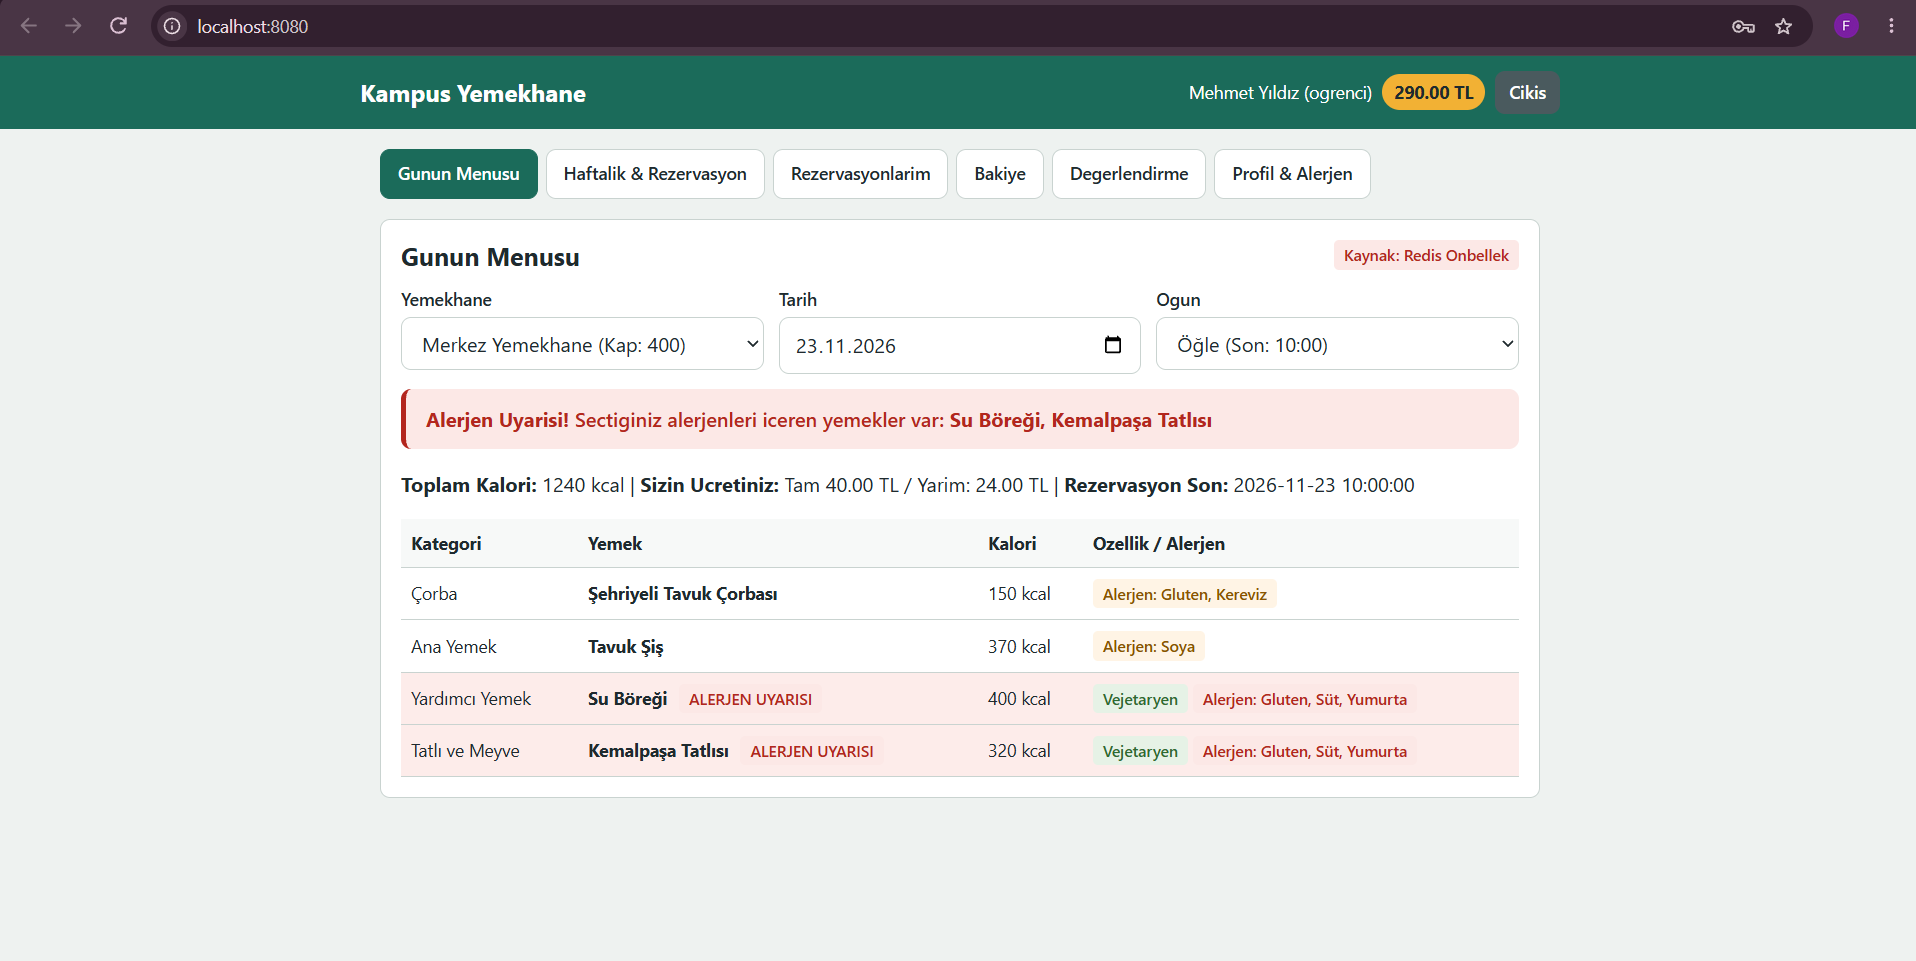 localhost:8080
F
Kampus Yemekhane
Mehmet Yıldız (ogrenci) 290.00 TL Cikis
Gunun Menusu Haftalik & Rezervasyon Rezervasyonlarim Bakiye Degerlendirme Profil & Alerjen
Gunun Menusu
Kaynak: Redis Onbellek
Yemekhane Tarih Ogun
Merkez Yemekhane (Kap: 400) 23.11.2026 Öğle (Son: 10:00)
Alerjen Uyarisi! Sectiginiz alerjenleri iceren yemekler var: Su Böreği, Kemalpaşa Tatlısı
Toplam Kalori: 1240 kcal | Sizin Ucretiniz: Tam 40.00 TL / Yarim: 24.00 TL | Rezervasyon Son: 2026-11-23 10:00:00
Kategori Yemek Kalori Ozellik / Alerjen
Çorba Şehriyeli Tavuk Çorbası 150 kcal Alerjen: Gluten, Kereviz
Ana Yemek Tavuk Şiş 370 kcal Alerjen: Soya
Yardımcı Yemek Su Böreği ALERJEN UYARISI 400 kcal Vejetaryen Alerjen: Gluten, Süt, Yumurta
Tatlı ve Meyve Kemalpaşa Tatlısı ALERJEN UYARISI 320 kcal Vejetaryen Alerjen: Gluten, Süt, Yumurta